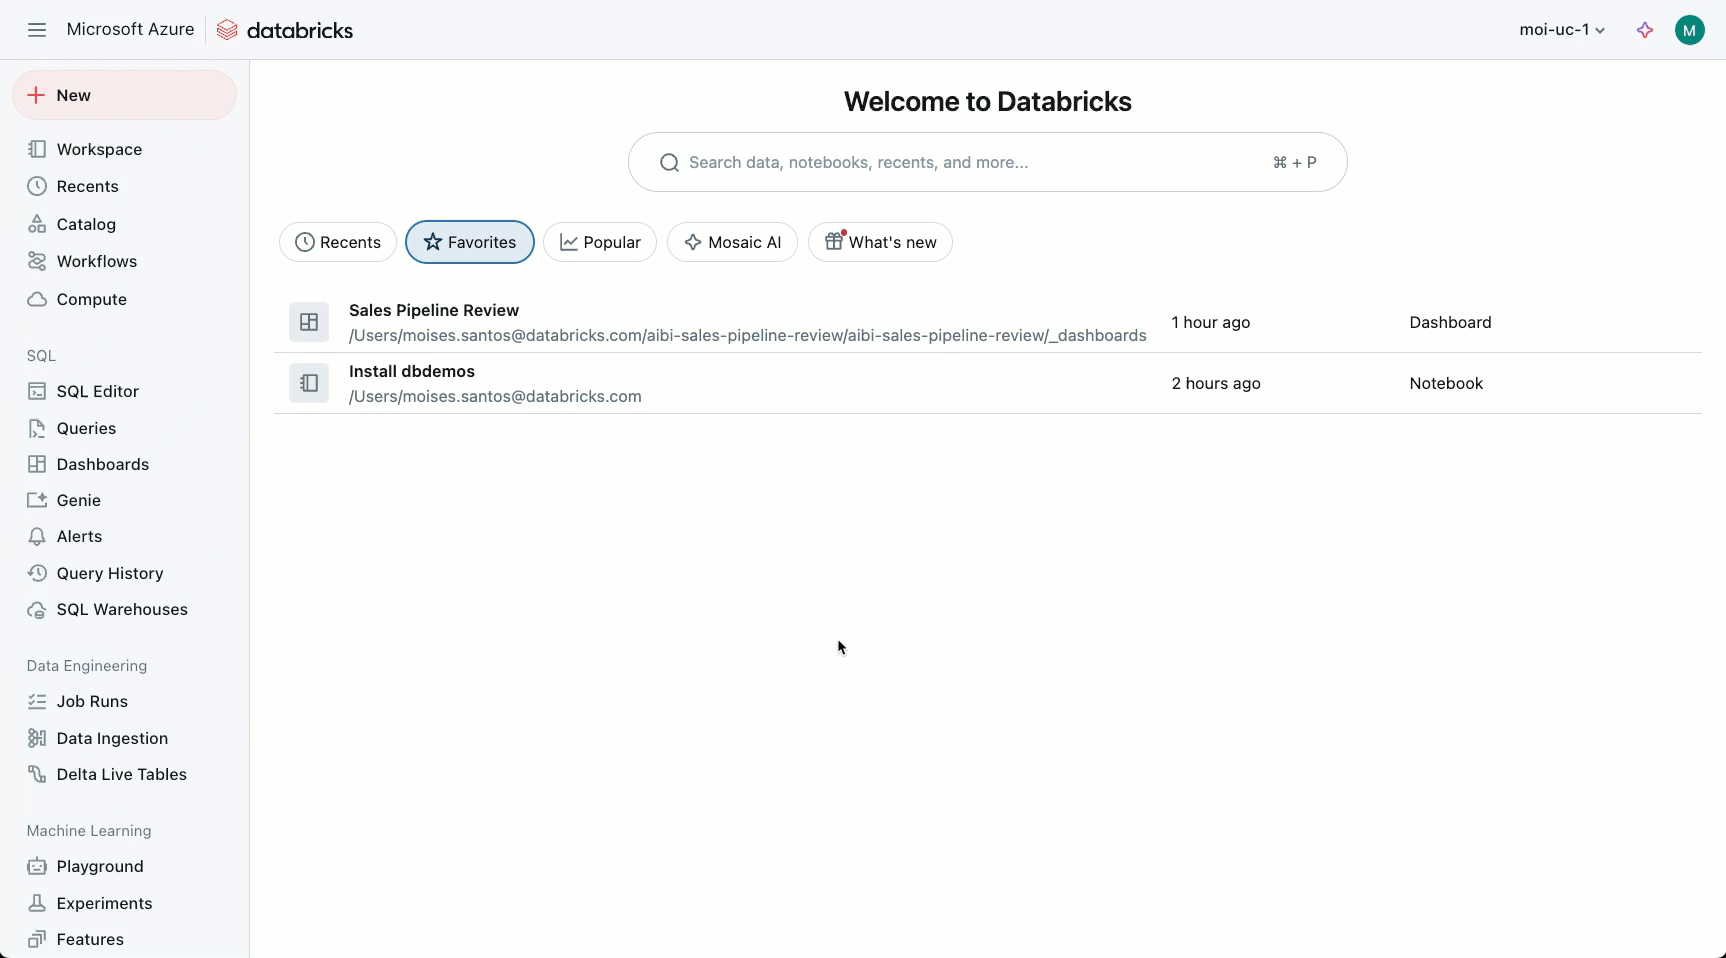 Microsoft Azure
databricks
moi-uc-1
M
New
Workspace
Recents
Catalog
Workflows
Compute
SQL
SQL Editor
Queries
Dashboards
Genie
Alerts
Query History
SQL Warehouses
Data Engineering
Job Runs
Data Ingestion
Delta Live Tables
Machine Learning
Playground
Experiments
Features
Welcome to Databricks
Search data, notebooks, recents, and more... ⌘ + P
Recents Favorites Popular Mosaic AI What's new
Sales Pipeline Review
/Users/moises.santos@databricks.com/aibi-sales-pipeline-review/aibi-sales-pipeline-review/_dashboards
1 hour ago
Dashboard
Install dbdemos
/Users/moises.santos@databricks.com
2 hours ago
Notebook